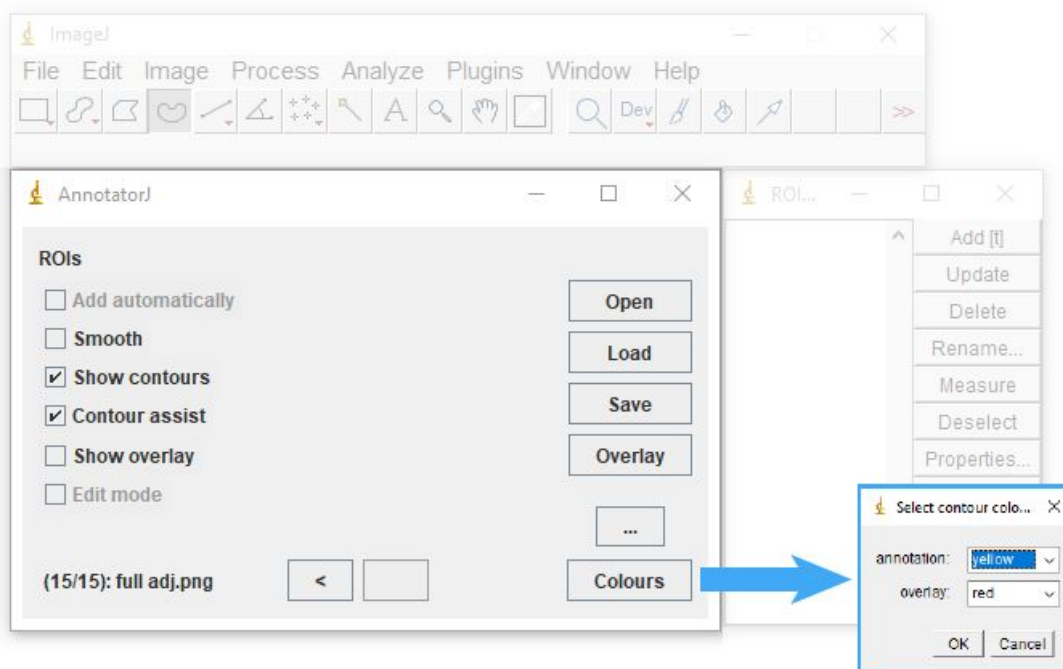 ImageJ
File Edit Image Process Analyze Plugins Window Help
A Dev >>
AnnotatorJ
ROIs
Add automatically
Smooth
Show contours
Contour assist
Show overlay
Edit mode
(15/15): full adj.png
<
Open
Load
Save
Overlay
...
Colours
ROI...
Add [t]
Update
Delete
Rename...
Measure
Deselect
Properties...
Select contour colo...
annotation: yellow
overlay: red
OK Cancel